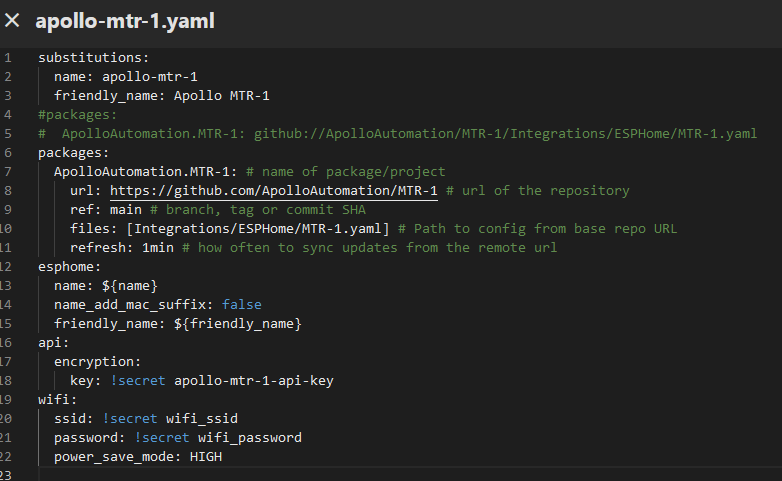 ✕ apollo-mtr-1.yaml
1 substitutions:
2   name: apollo-mtr-1
3   friendly_name: Apollo MTR-1
4 #packages:
5 #  ApolloAutomation.MTR-1: github://ApolloAutomation/MTR-1/Integrations/ESPHome/MTR-1.yaml
6 packages:
7   ApolloAutomation.MTR-1: # name of package/project
8     url: https://github.com/ApolloAutomation/MTR-1 # url of the repository
9     ref: main # branch, tag or commit SHA
10     files: [Integrations/ESPHome/MTR-1.yaml] # Path to config from base repo URL
11     refresh: 1min # how often to sync updates from the remote url
12 esphome:
13   name: ${name}
14   name_add_mac_suffix: false
15   friendly_name: ${friendly_name}
16 api:
17   encryption:
18     key: !secret apollo-mtr-1-api-key
19 wifi:
20   ssid: !secret wifi_ssid
21   password: !secret wifi_password
22   power_save_mode: HIGH
23